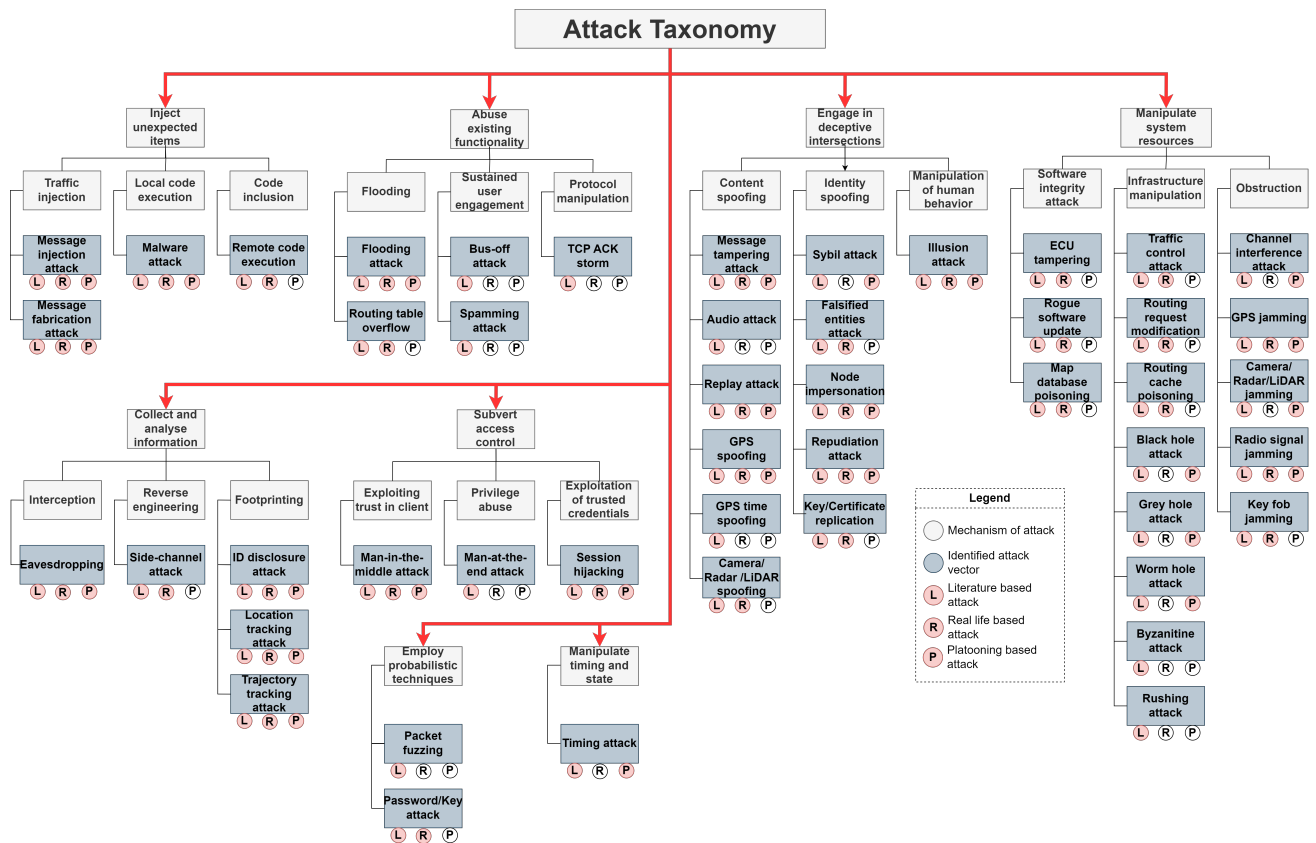 Attack Taxonomy
Inject
unexpected
items
Traffic
injection
Message
injection
attack
L R P
Message
fabrication
attack
L R P
Local code
execution
Malware
attack
L R P
Code
inclusion
Remote code
execution
L R P
Abuse
existing
functionality
Flooding
Flooding
attack
L R P
Routing table
overflow
L R P
Sustained
user
engagement
Bus-off
attack
L R P
Spamming
attack
L R P
Protocol
manipulation
TCP ACK
storm
L R P
Engage in
deceptive
intersections
Content
spoofing
Message
tampering
attack
L R P
Audio attack
L R P
Replay attack
L R P
GPS
spoofing
L R P
GPS time
spoofing
L R P
Camera/
Radar /LiDAR
spoofing
L R P
Identity
spoofing
Sybil attack
L R P
Falsified
entities
attack
L R P
Node
impersonation
L R P
Repudiation
attack
L R P
Key/Certificate
replication
L R P
Manipulation
of human
behavior
Illusion
attack
L R P
Manipulate
system
resources
Software
integrity
attack
ECU
tampering
L R P
Rogue
software
update
L R P
Map
database
poisoning
L R P
Infrastructure
manipulation
Traffic
control
attack
L R P
Routing
request
modification
L R P
Routing
cache
poisoning
L R P
Black hole
attack
L R P
Grey hole
attack
L R P
Worm hole
attack
L R P
Byzanitine
attack
L R P
Rushing
attack
L R P
Obstruction
Channel
interference
attack
L R P
GPS jamming
L R P
Camera/
Radar/LiDAR
jamming
L R P
Radio signal
jamming
L R P
Key fob
jamming
L R P
Collect and
analyse
information
Interception
Eavesdropping
L R P
Reverse
engineering
Side-channel
attack
L R P
Footprinting
ID disclosure
attack
L R P
Location
tracking
attack
L R P
Trajectory
tracking
attack
L R P
Subvert
access
control
Exploiting
trust in client
Man-in-the-
middle attack
L R P
Privilege
abuse
Man-at-the-
end attack
L R P
Exploitation
of trusted
credentials
Session
hijacking
L R P
Employ
probabilistic
techniques
Packet
fuzzing
L R P
Password/Key
attack
L R P
Manipulate
timing and
state
Timing attack
L R P
Legend
Mechanism of attack
Identified attack
vector
L Literature based
attack
R Real life based
attack
P Platooning based
attack